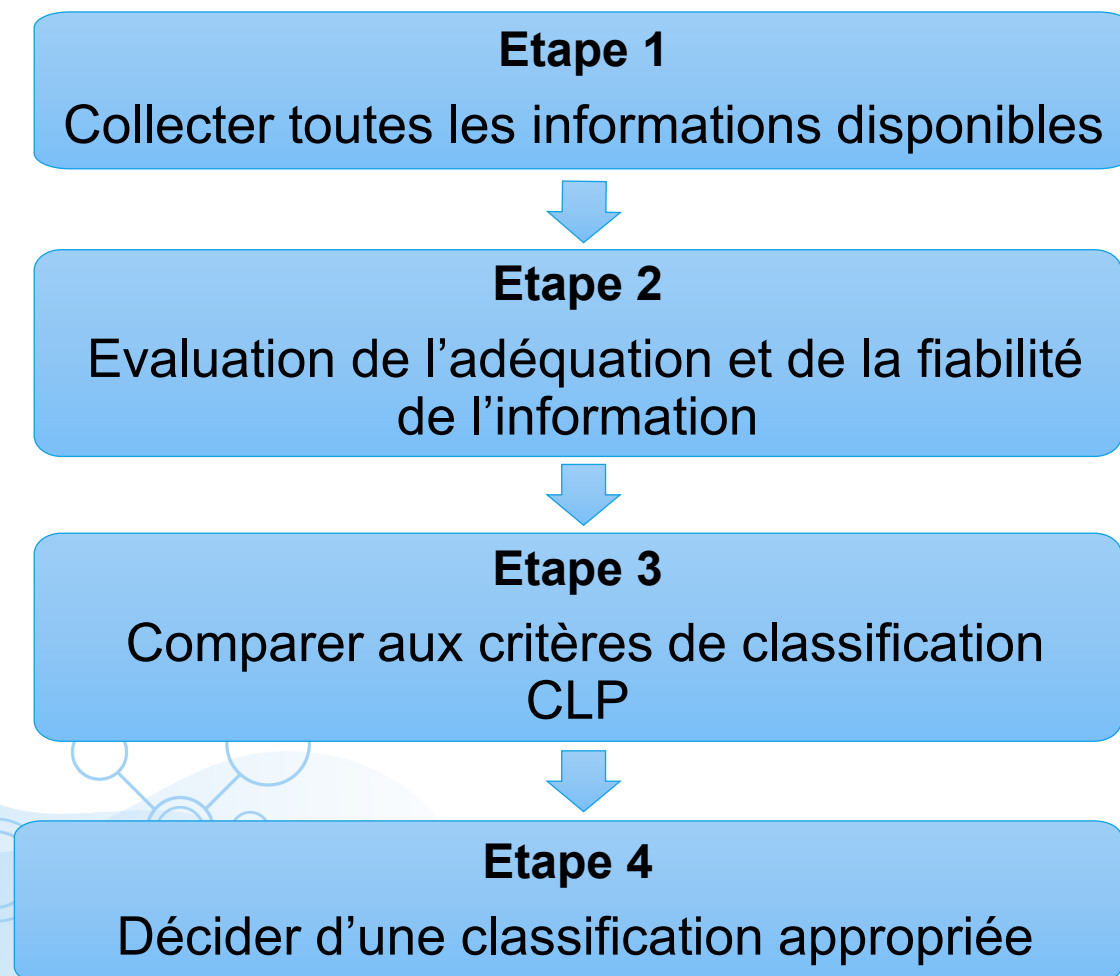 Etape 1
Collecter toutes les informations disponibles
Etape 2
Evaluation de l’adéquation et de la fiabilité
de l’information
Etape 3
Comparer aux critères de classification
CLP
Etape 4
Décider d’une classification appropriée